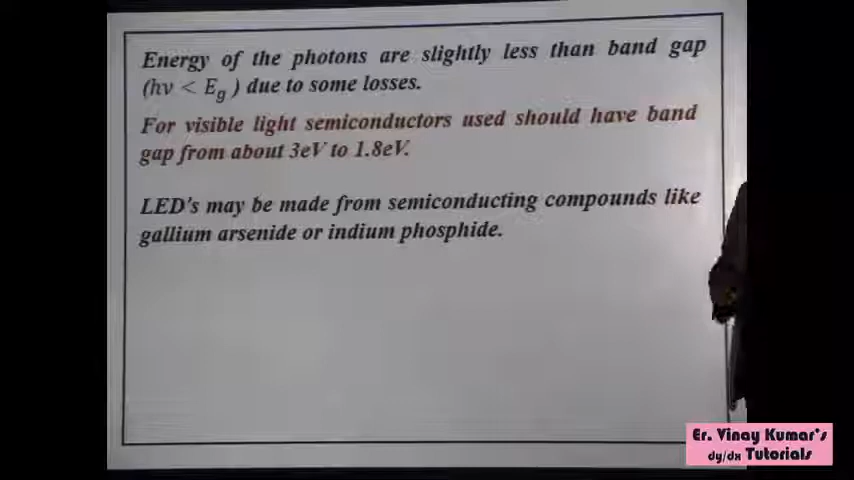 Energy of the photons are slightly less than band gap
(hν < Eg ) due to some losses.
For visible light semiconductors used should have band
gap from about 3eV to 1.8eV.
LED's may be made from semiconducting compounds like
gallium arsenide or indium phosphide.
Er. Vinay Kumar's
dy/dx Tutorials